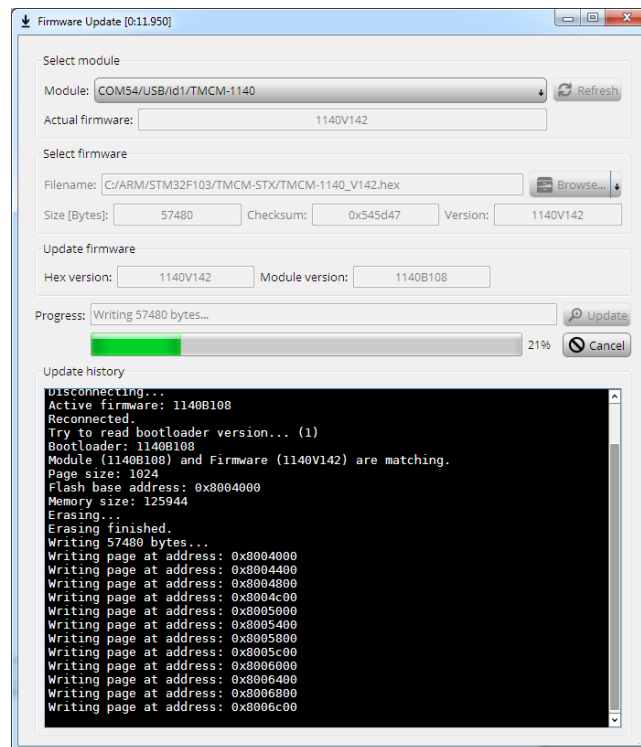 Firmware Update [0:11.950]
Select module
Module: COM54/USB/id1/TMCM-1140 Refresh
Actual firmware: 1140V142
Select firmware
Filename: C:/ARM/STM32F103/TMCM-STX/TMCM-1140_V142.hex Browse...
Size [Bytes]: 57480 Checksum: 0x545d47 Version: 1140V142
Update firmware
Hex version: 1140V142 Module version: 1140B108
Progress: Writing 57480 bytes... Update
21% Cancel
Update history
Disconnecting...
Active firmware: 1140B108
Reconnected.
Try to read bootloader version... (1)
Bootloader: 1140B108
Module (1140B108) and Firmware (1140V142) are matching.
Page size: 1024
Flash base address: 0x8004000
Memory size: 125944
Erasing...
Erasing finished.
Writing 57480 bytes...
Writing page at address: 0x8004000
Writing page at address: 0x8004400
Writing page at address: 0x8004800
Writing page at address: 0x8004c00
Writing page at address: 0x8005000
Writing page at address: 0x8005400
Writing page at address: 0x8005800
Writing page at address: 0x8005c00
Writing page at address: 0x8006000
Writing page at address: 0x8006400
Writing page at address: 0x8006800
Writing page at address: 0x8006c00